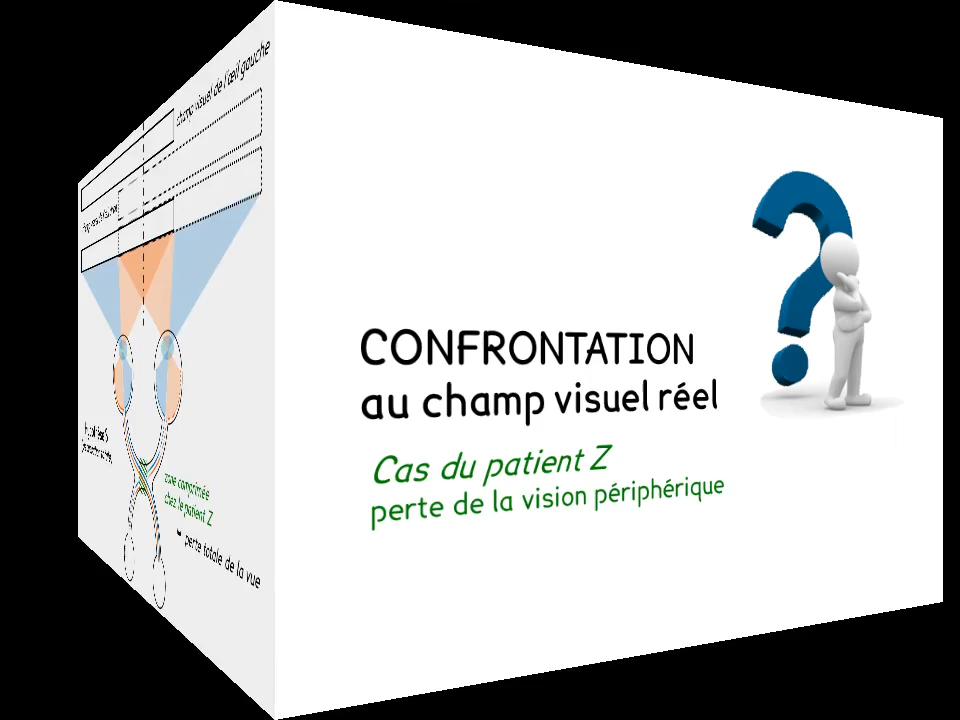 champ visuel de l'œil gauche
zone comprimée
chez le patient Z
perte totale de la vue
CONFRONTATION
au champ visuel réel
Cas du patient Z
perte de la vision périphérique